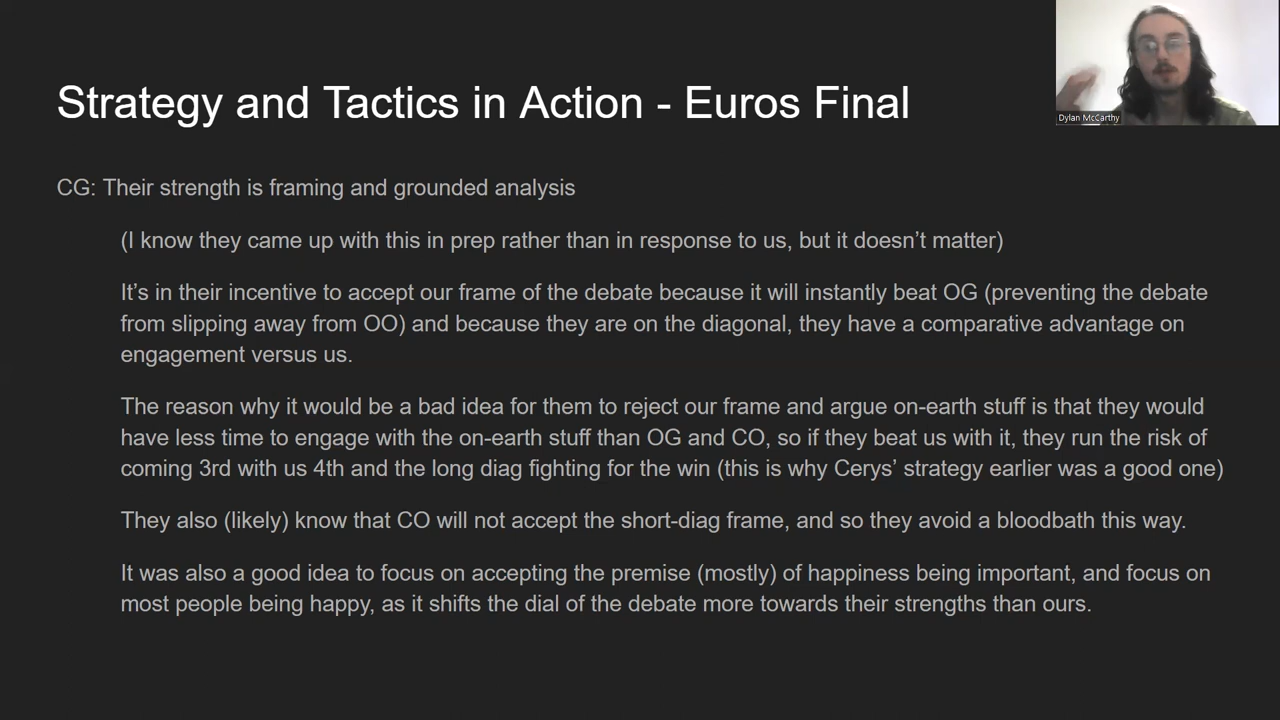 Strategy and Tactics in Action - Euros Final
Dylan McCarthy
CG: Their strength is framing and grounded analysis
(I know they came up with this in prep rather than in response to us, but it doesn’t matter)
It’s in their incentive to accept our frame of the debate because it will instantly beat OG (preventing the debate
from slipping away from OO) and because they are on the diagonal, they have a comparative advantage on
engagement versus us.
The reason why it would be a bad idea for them to reject our frame and argue on-earth stuff is that they would
have less time to engage with the on-earth stuff than OG and CO, so if they beat us with it, they run the risk of
coming 3rd with us 4th and the long diag fighting for the win (this is why Cerys’ strategy earlier was a good one)
They also (likely) know that CO will not accept the short-diag frame, and so they avoid a bloodbath this way.
It was also a good idea to focus on accepting the premise (mostly) of happiness being important, and focus on
most people being happy, as it shifts the dial of the debate more towards their strengths than ours.